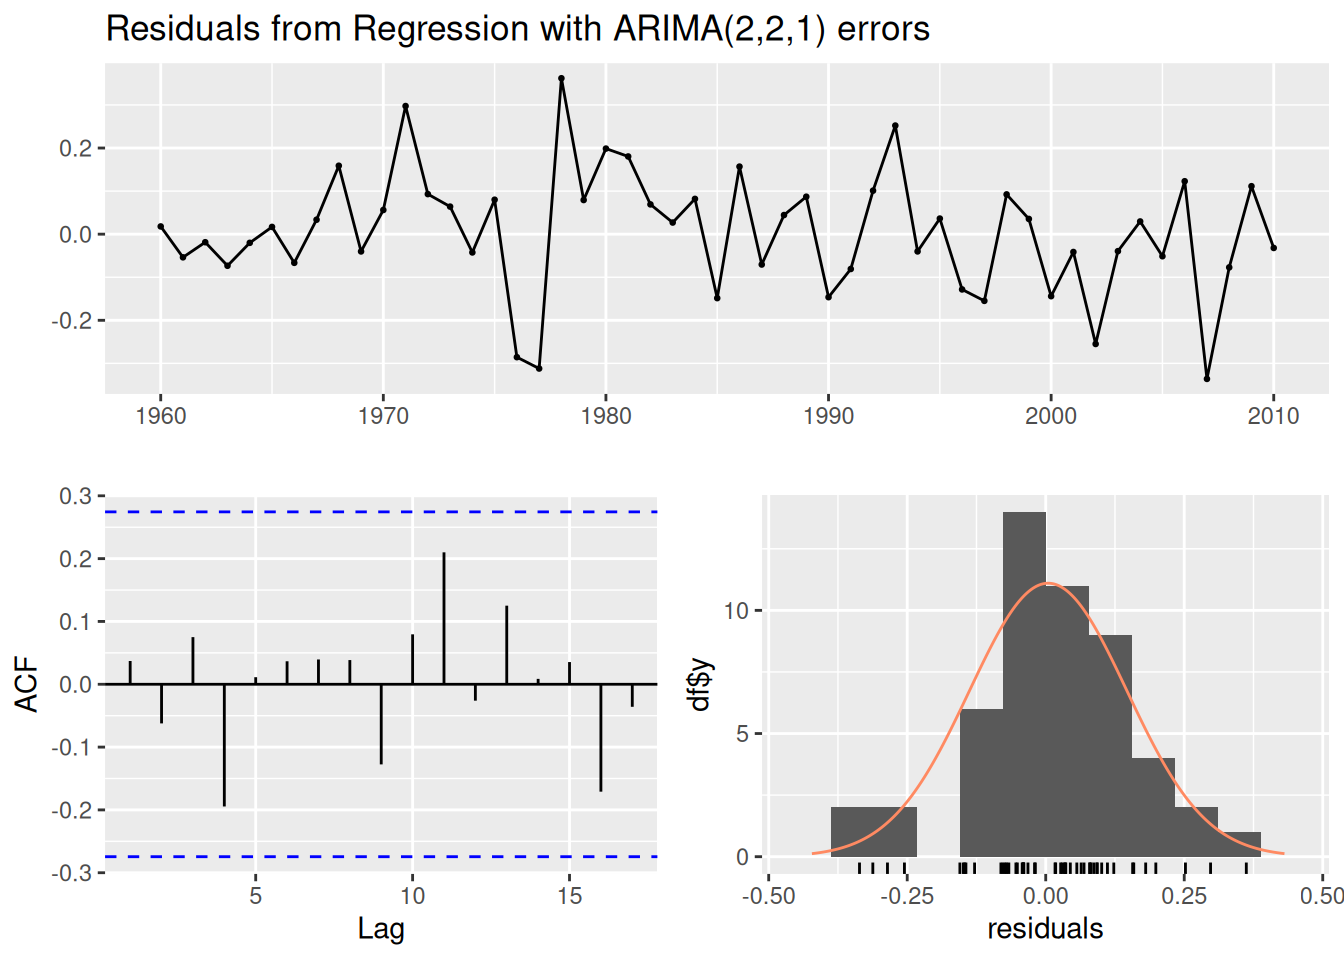 Residuals from Regression with ARIMA(2,2,1) errors
0.2
0.0
-0.2
1960 1970 1980 1990 2000 2010
0.3
0.2
0.1
0.0
-0.1
-0.2
-0.3
ACF
5 10 15
Lag
10
5
0
df$y
-0.50 -0.25 0.00 0.25 0.50
residuals